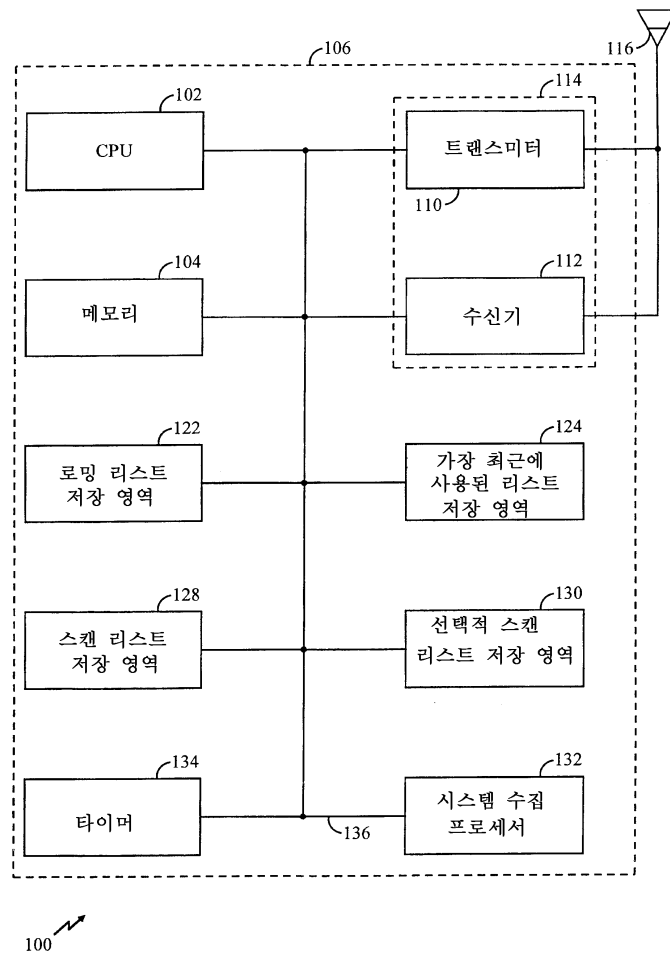 116
106
114
102
CPU
트랜스미터
110
104
메모리
112
수신기
122
로밍 리스트
저장 영역
124
가장 최근에
사용된 리스트
저장 영역
128
스캔 리스트
저장 영역
130
선택적 스캔
리스트 저장 영역
134
타이머
132
시스템 수집
프로세서
136
100